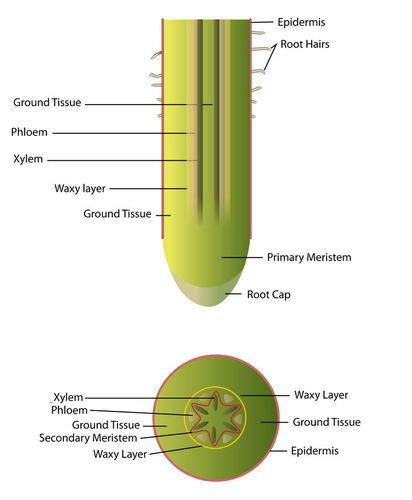 Epidermis
Root Hairs
Ground Tissue
Phloem
Xylem
Waxy layer
Ground Tissue
Primary Meristem
Root Cap
Xylem
Waxy Layer
Phloem
Ground Tissue
Ground Tissue
Secondary Meristem
Waxy Layer
Epidermis